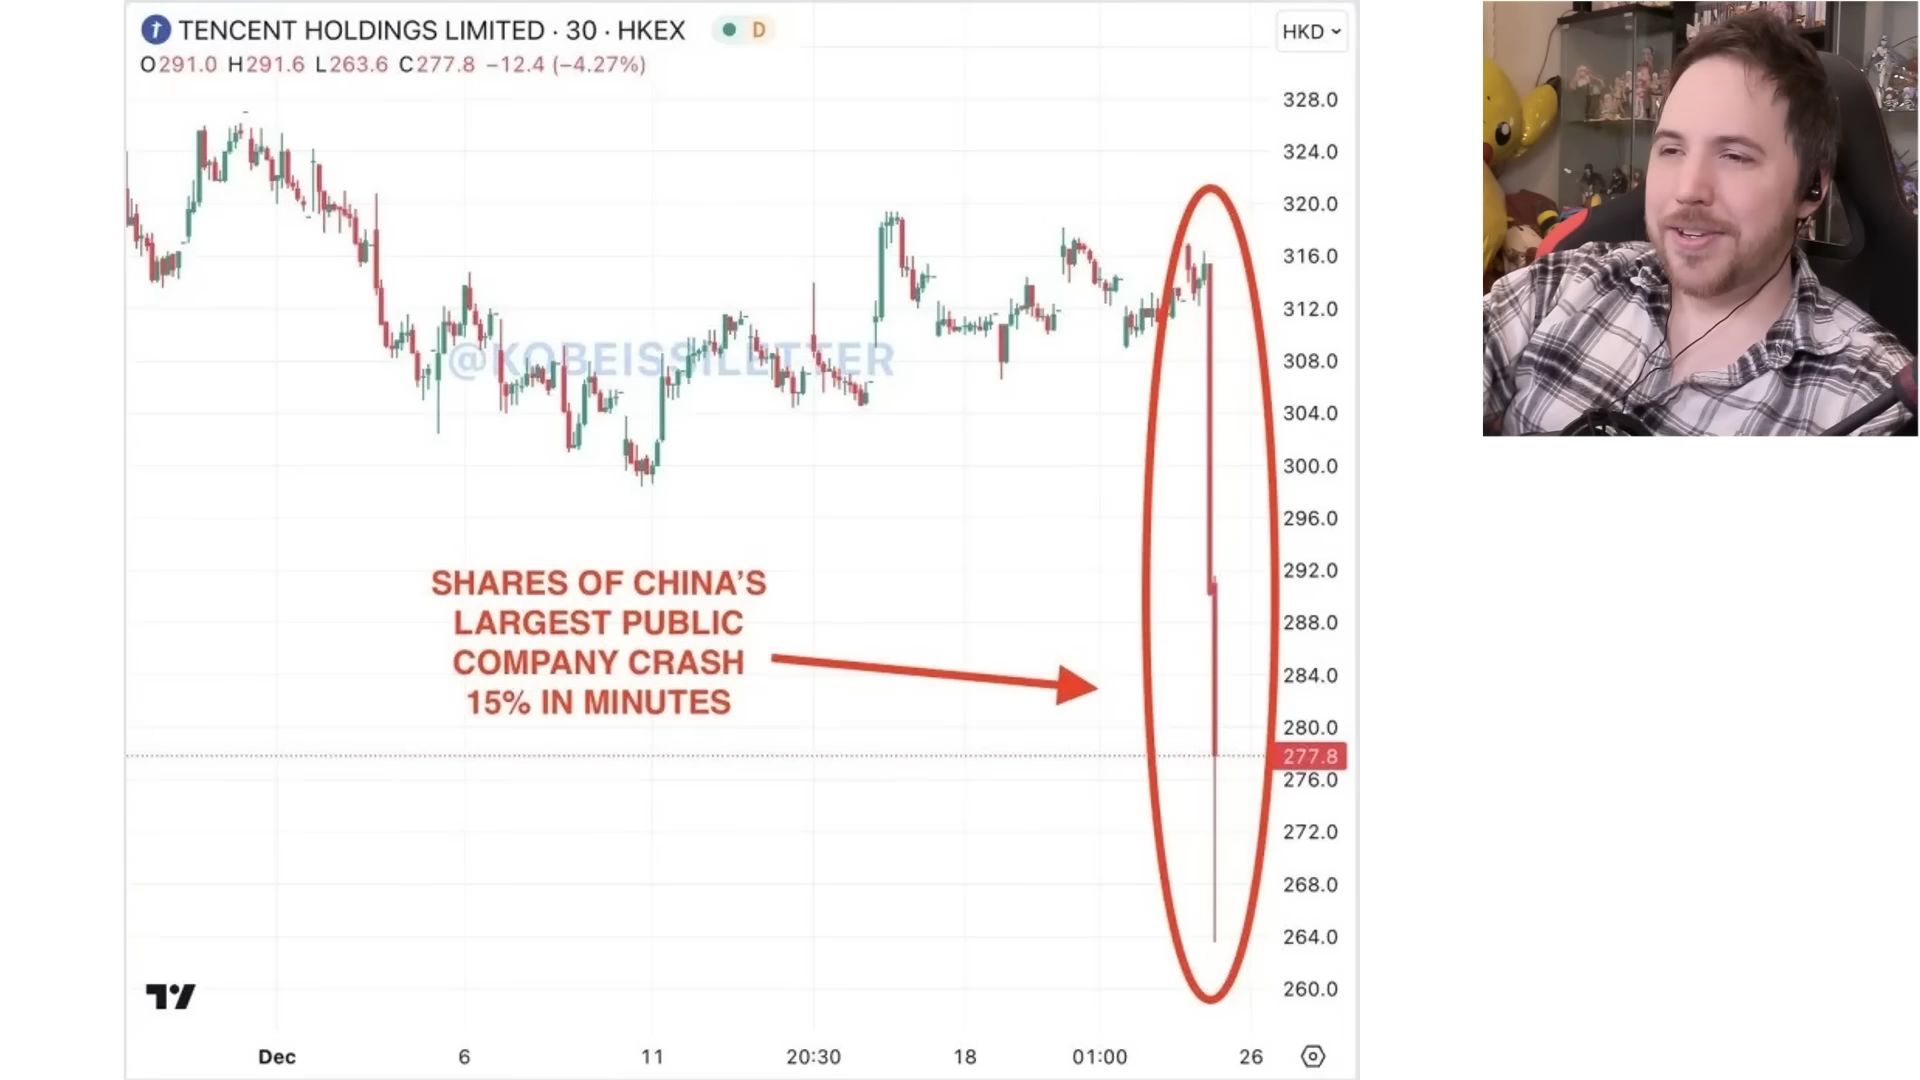 TENCENT HOLDINGS LIMITED · 30 · HKEX
D
HKD
O291.0 H291.6 L263.6 C277.8 −12.4 (−4.27%)
328.0
324.0
320.0
316.0
312.0
308.0
304.0
300.0
296.0
292.0
288.0
284.0
280.0
277.8
276.0
272.0
268.0
264.0
260.0
@KOBEISSILETTER
SHARES OF CHINA’S
LARGEST PUBLIC
COMPANY CRASH
15% IN MINUTES
Dec 6 11 20:30 18 01:00 26